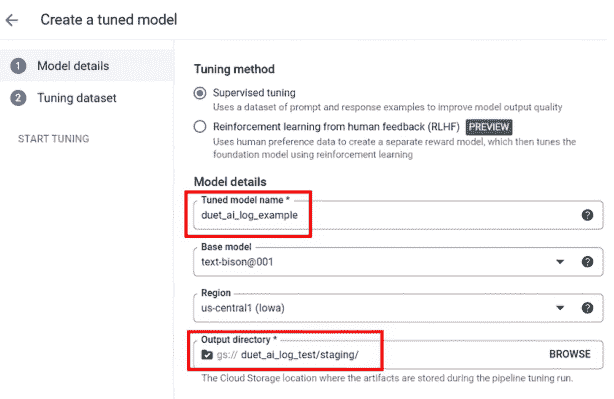 Create a tuned model
1 Model details
2 Tuning dataset
START TUNING
Tuning method
Supervised tuning
Uses a dataset of prompt and response examples to improve model output quality
Reinforcement learning from human feedback (RLHF) PREVIEW
Uses human preference data to create a separate reward model, which then tunes the
foundation model using reinforcement learning
Model details
Tuned model name *
duet_ai_log_example
Base model
text-bison@001
Region
us-central1 (Iowa)
Output directory *
gs:// duet_ai_log_test/staging/ BROWSE
The Cloud Storage location where the artifacts are stored during the pipeline tuning run.